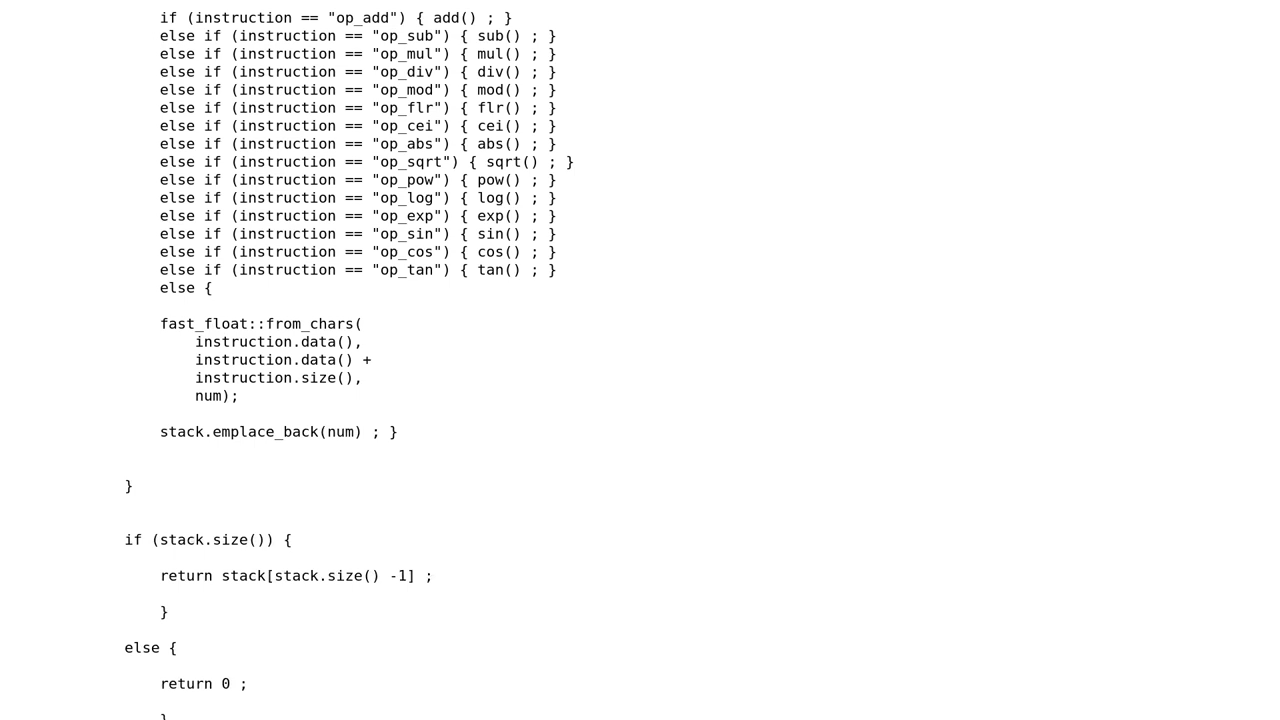 if (instruction == "op_add") { add() ; }
else if (instruction == "op_sub") { sub() ; }
else if (instruction == "op_mul") { mul() ; }
else if (instruction == "op_div") { div() ; }
else if (instruction == "op_mod") { mod() ; }
else if (instruction == "op_flr") { flr() ; }
else if (instruction == "op_cei") { cei() ; }
else if (instruction == "op_abs") { abs() ; }
else if (instruction == "op_sqrt") { sqrt() ; }
else if (instruction == "op_pow") { pow() ; }
else if (instruction == "op_log") { log() ; }
else if (instruction == "op_exp") { exp() ; }
else if (instruction == "op_sin") { sin() ; }
else if (instruction == "op_cos") { cos() ; }
else if (instruction == "op_tan") { tan() ; }
else {
fast_float::from_chars(
instruction.data(),
instruction.data() +
instruction.size(),
num);
stack.emplace_back(num) ; }
}
if (stack.size()) {
return stack[stack.size() -1] ;
}
else {
return 0 ;
}